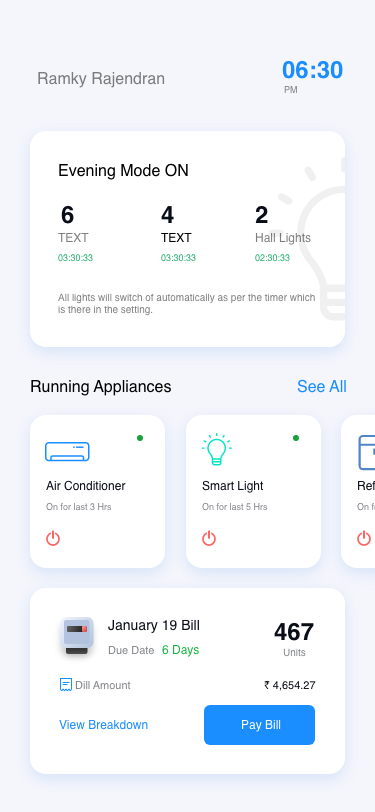 Ramky Rajendran
06:30
PM
Evening Mode ON
6 4 2
TEXT TEXT Hall Lights
03:30:33 03:30:33 02:30:33
All lights will switch of automatically as per the timer which
is there in the setting.
Running Appliances See All
Air Conditioner Smart Light Ref
On for last 3 Hrs On for last 5 Hrs On f
January 19 Bill
467
Due Date 6 Days
Units
Dill Amount ₹ 4,654.27
View Breakdown Pay Bill